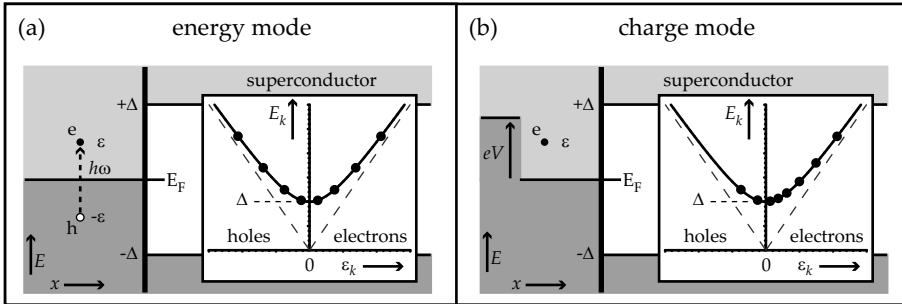 (a) energy mode
superconductor
+Δ
E_k
e ε
ħω
E_F
Δ
h -ε
holes electrons
-Δ
E
x
0 ε_k
(b) charge mode
superconductor
+Δ
E_k
e ε
eV
E_F
Δ
holes electrons
-Δ
E
x
0 ε_k